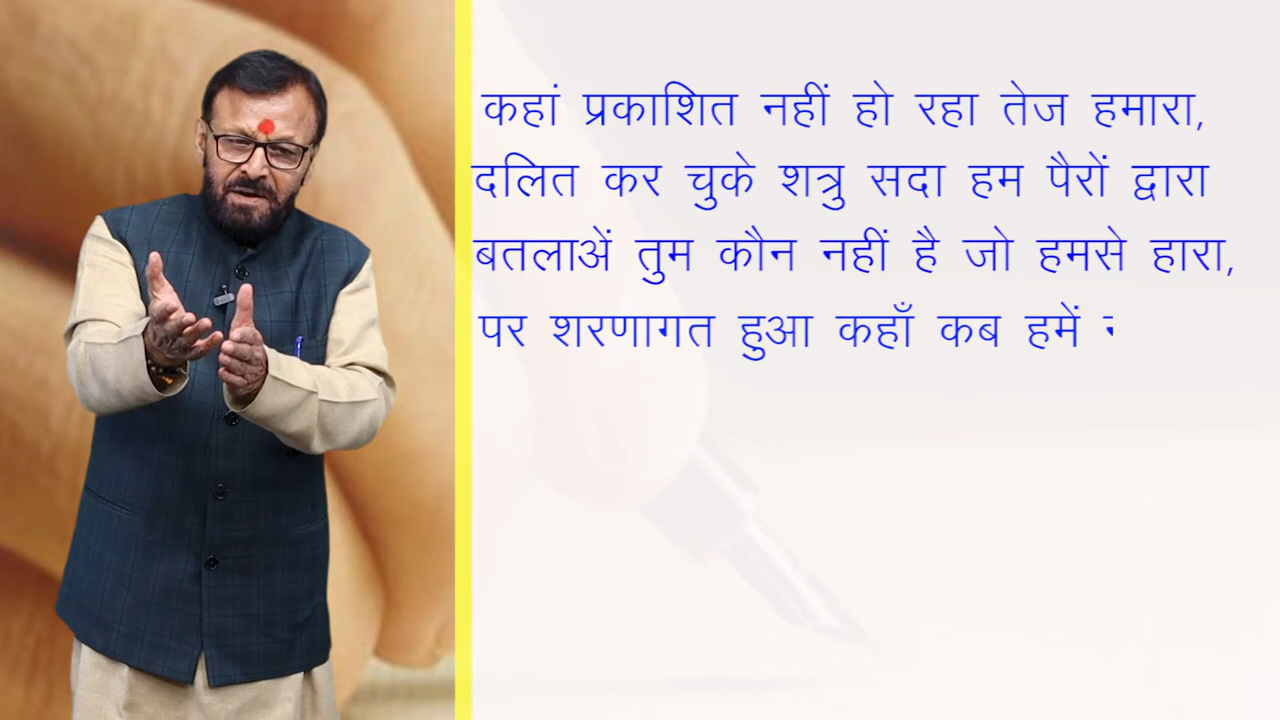 कहां प्रकाशित नहीं हो रहा तेज हमारा,
दलित कर चुके शत्रु सदा हम पैरों द्वारा
बतलाअें तुम कौन नहीं है जो हमसे हारा,
पर शरणागत हुआ कहाँ कब हमें